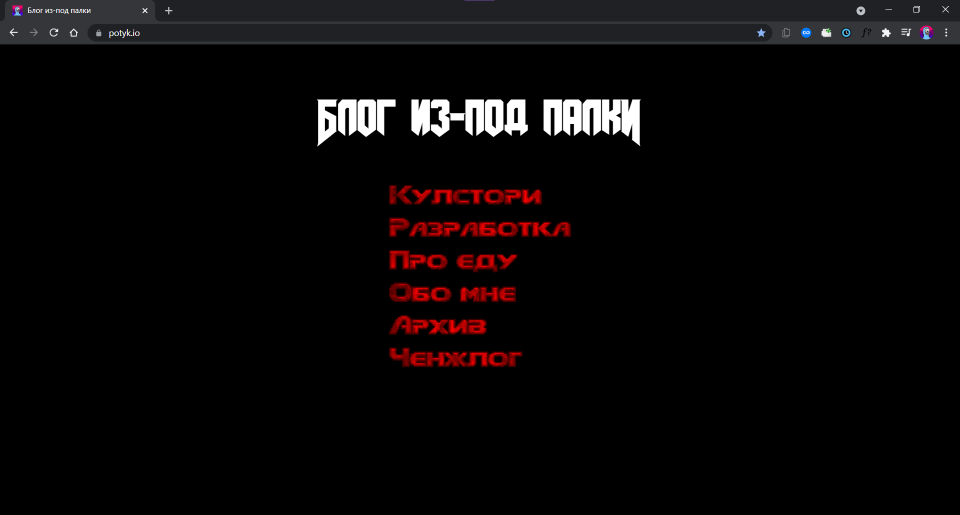 Блог из-под палки
potyk.io
БЛОГ ИЗ-ПОД ПАЛКИ
Кулстори
Разработка
Про еду
Обо мне
Архив
Ченжлог